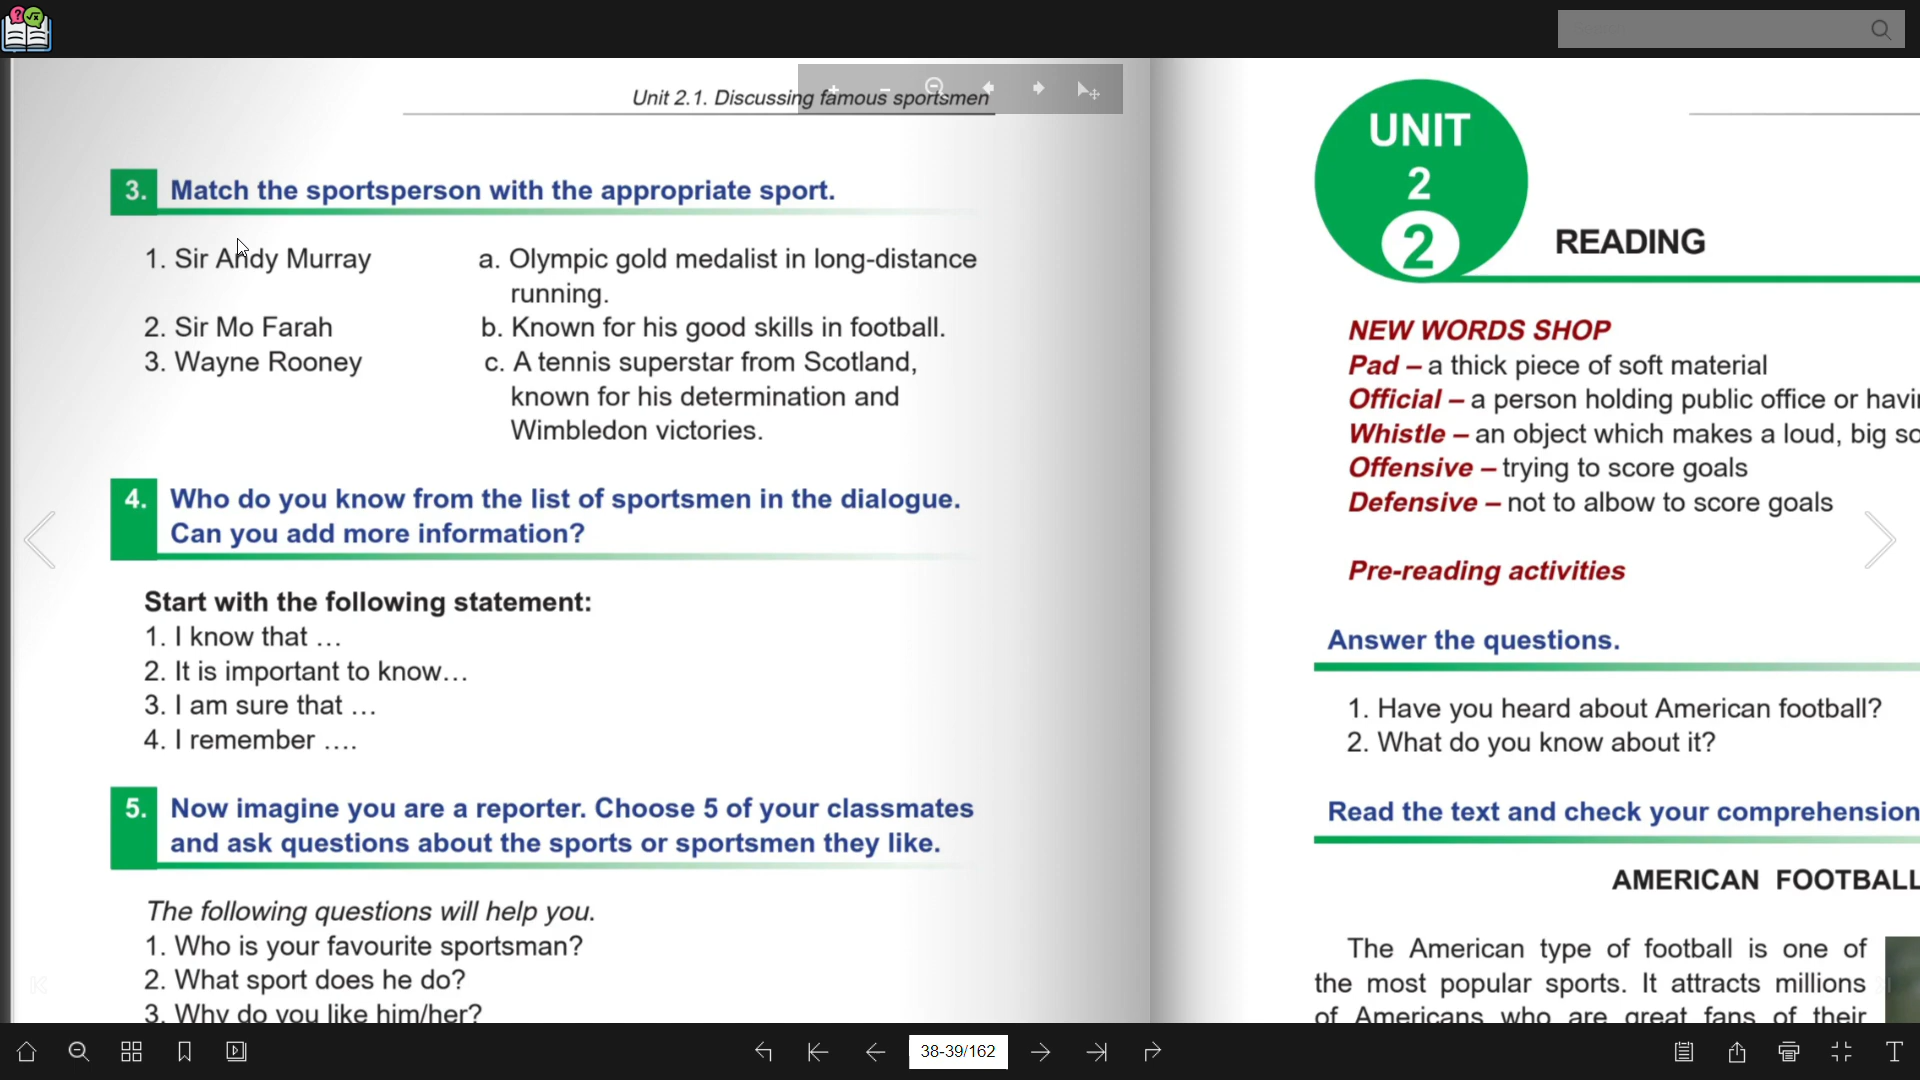 Unit 2.1. Discussing famous sportsmen
3. Match the sportsperson with the appropriate sport.
1. Sir Andy Murray
a. Olympic gold medalist in long-distance
running.
2. Sir Mo Farah
b. Known for his good skills in football.
3. Wayne Rooney
c. A tennis superstar from Scotland,
known for his determination and
Wimbledon victories.
4. Who do you know from the list of sportsmen in the dialogue.
Can you add more information?
Start with the following statement:
1. I know that …
2. It is important to know…
3. I am sure that …
4. I remember ….
5. Now imagine you are a reporter. Choose 5 of your classmates
and ask questions about the sports or sportsmen they like.
The following questions will help you.
1. Who is your favourite sportsman?
2. What sport does he do?
3. Why do you like him/her?
UNIT
2
2
READING
NEW WORDS SHOP
Pad – a thick piece of soft material
Official – a person holding public office or
Whistle – an object which makes a loud, big
Offensive – trying to score goals
Defensive – not to albow to score goals
Pre-reading activities
Answer the questions.
1. Have you heard about American football?
2. What do you know about it?
Read the text and check your comprehension
AMERICAN FOOTBALL
The American type of football is one of
the most popular sports. It attracts millions
of Americans who are great fans of their
38-39/162